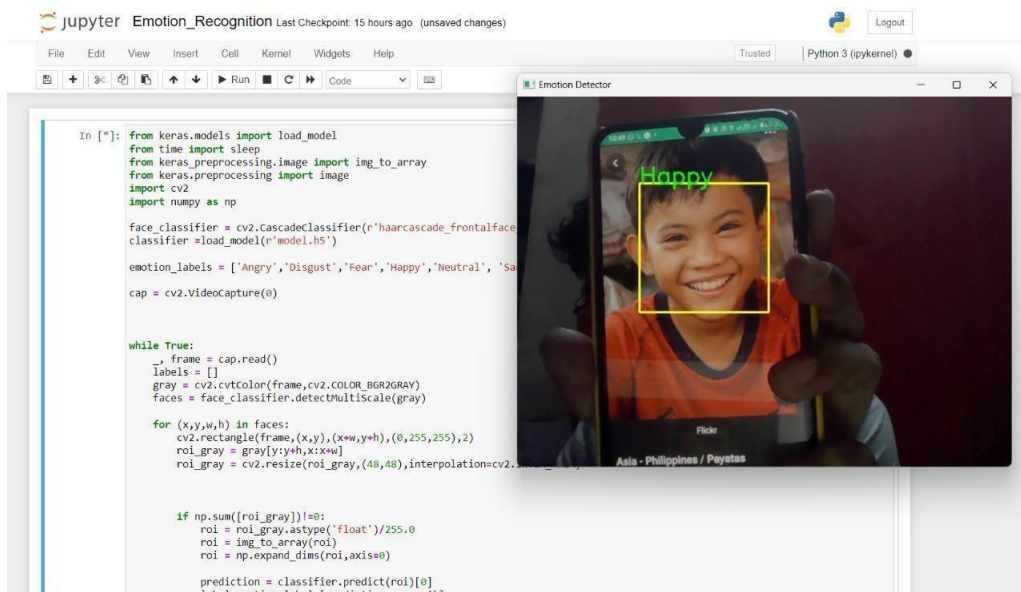 jupyter Emotion_Recognition Last Checkpoint: 15 hours ago (unsaved changes)
Logout
File Edit View Insert Cell Kernel Widgets Help
Trusted Python 3 (ipykernel)
Run Code
Emotion Detector
In [*]: from keras.models import load_model
from time import sleep
from keras_preprocessing.image import img_to_array
from keras.preprocessing import image
import cv2
import numpy as np
face_classifier = cv2.CascadeClassifier(r'haarcascade_frontalface
classifier =load_model(r'model.h5')
emotion_labels = ['Angry','Disgust','Fear','Happy','Neutral', 'Sa
cap = cv2.VideoCapture(0)
while True:
_, frame = cap.read()
labels = []
gray = cv2.cvtColor(frame,cv2.COLOR_BGR2GRAY)
faces = face_classifier.detectMultiScale(gray)
for (x,y,w,h) in faces:
cv2.rectangle(frame,(x,y),(x+w,y+h),(0,255,255),2)
roi_gray = gray[y:y+h,x:x+w]
roi_gray = cv2.resize(roi_gray,(48,48),interpolation=cv2.
if np.sum([roi_gray])!=0:
roi = roi_gray.astype('float')/255.0
roi = img_to_array(roi)
roi = np.expand_dims(roi,axis=0)
prediction = classifier.predict(roi)[0]
Happy
Flickr
Asia - Philippines / Payatas